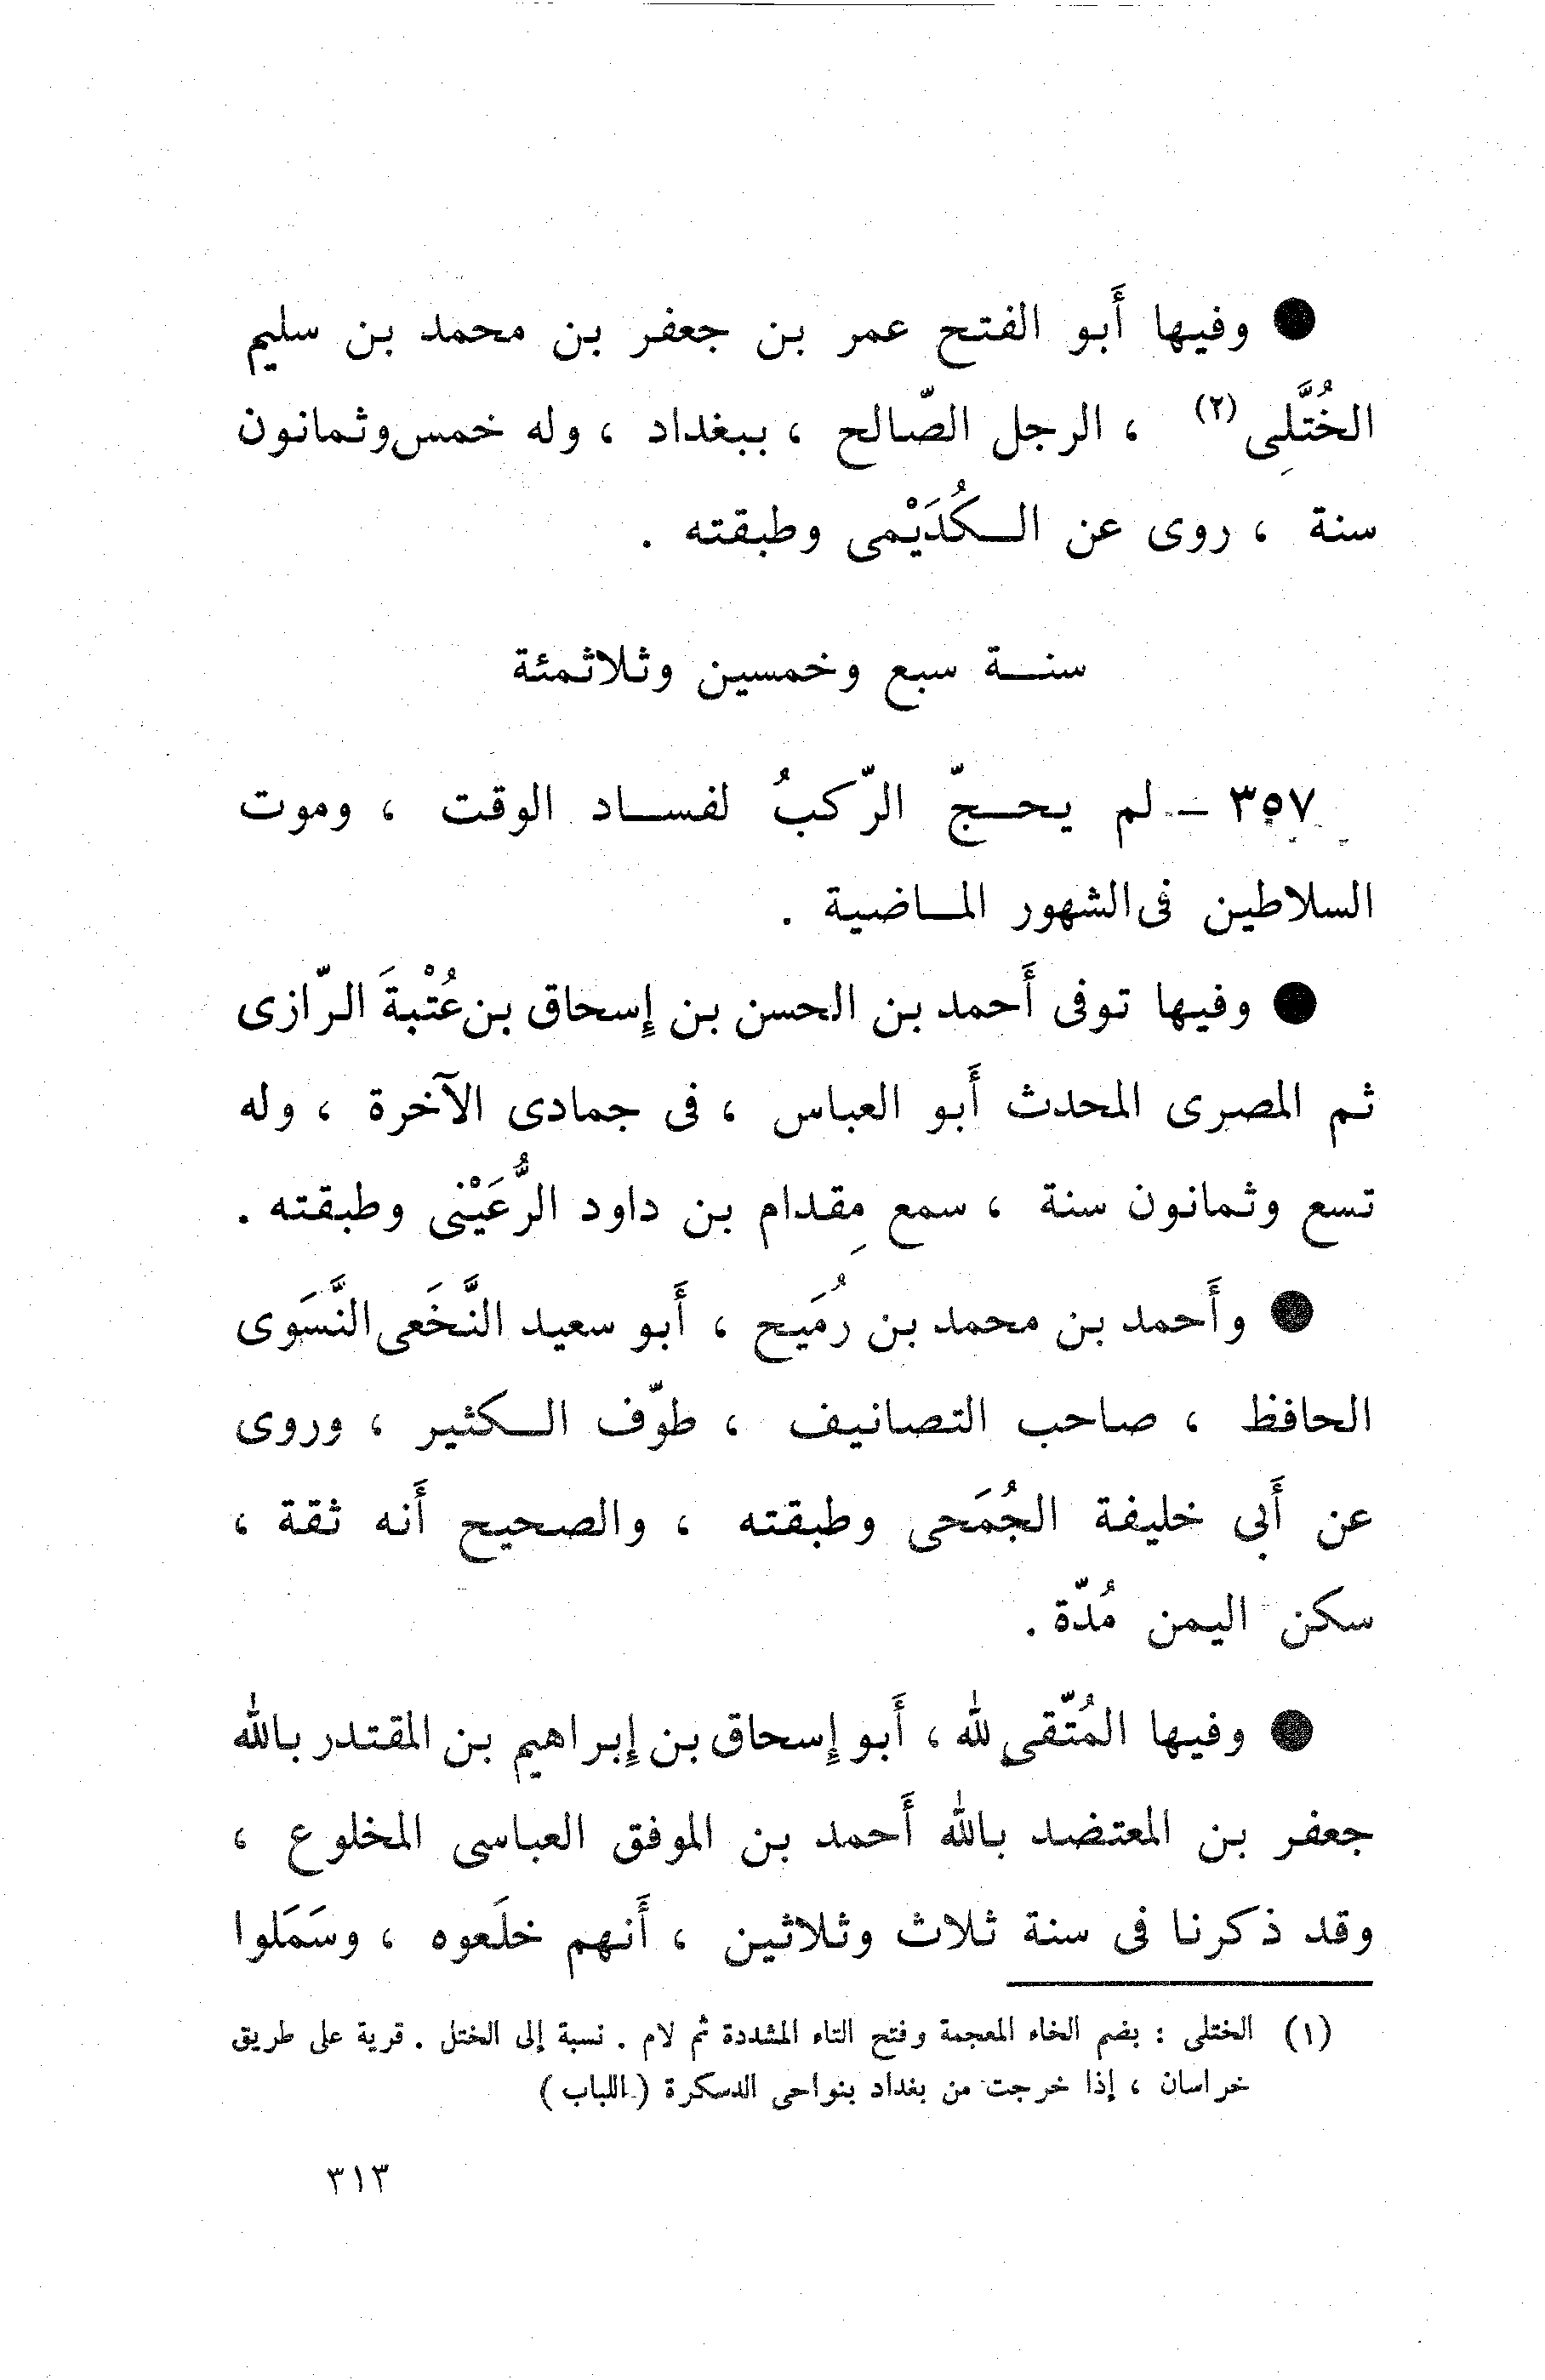 ● وفيها أَبو الفتح عمر بن جعفر بن محمد بن سليم
الخُتَّلِى (٢) ، الرجل الصّالح ، ببغداد ، وله خمس وثمانون
سنة ، روى عن الكُدَيْمى وطبقته .
سنة سبع وخمسين وثلاثمئة
٣٥٧ – لم يحجّ الرّكبُ لفساد الوقت ، وموت
السلاطين فى الشهور الماضية .
● وفيها توفى أَحمد بن الحسن بن إسحاق بن عُتْبةَ الرّازى
ثم المصرى المحدث أَبو العباس ، فى جمادى الآخرة ، وله
تسع وثمانون سنة ، سمع مِقدام بن داود الرُّعَيْنى وطبقته .
● وأَحمد بن محمد بن رُمَيح ، أَبو سعيد النَّخَعى النَّسَوى
الحافظ ، صاحب التصانيف ، طوّف الكثير ، وروى
عن أَبى خليفة الجُمَحى وطبقته ، والصحيح أَنه ثقة ،
سكن اليمن مُدّة .
● وفيها المُتّقى لله ، أَبو إسحاق بن إبراهيم بن المقتدر بالله
جعفر بن المعتضد بالله أَحمد بن الموفق العباسى المخلوع ،
وقد ذكرنا فى سنة ثلاث وثلاثين ، أَنهم خلَعوه ، وسَمَلوا
(١) الختلى : بضم الخاء المعجمة وفتح التاء المشددة ثم لام . نسبة إلى الختل . قرية على طريق
خراسان ، إذا خرجت من بغداد بنواحى الدسكرة ( اللباب )
٣١٣